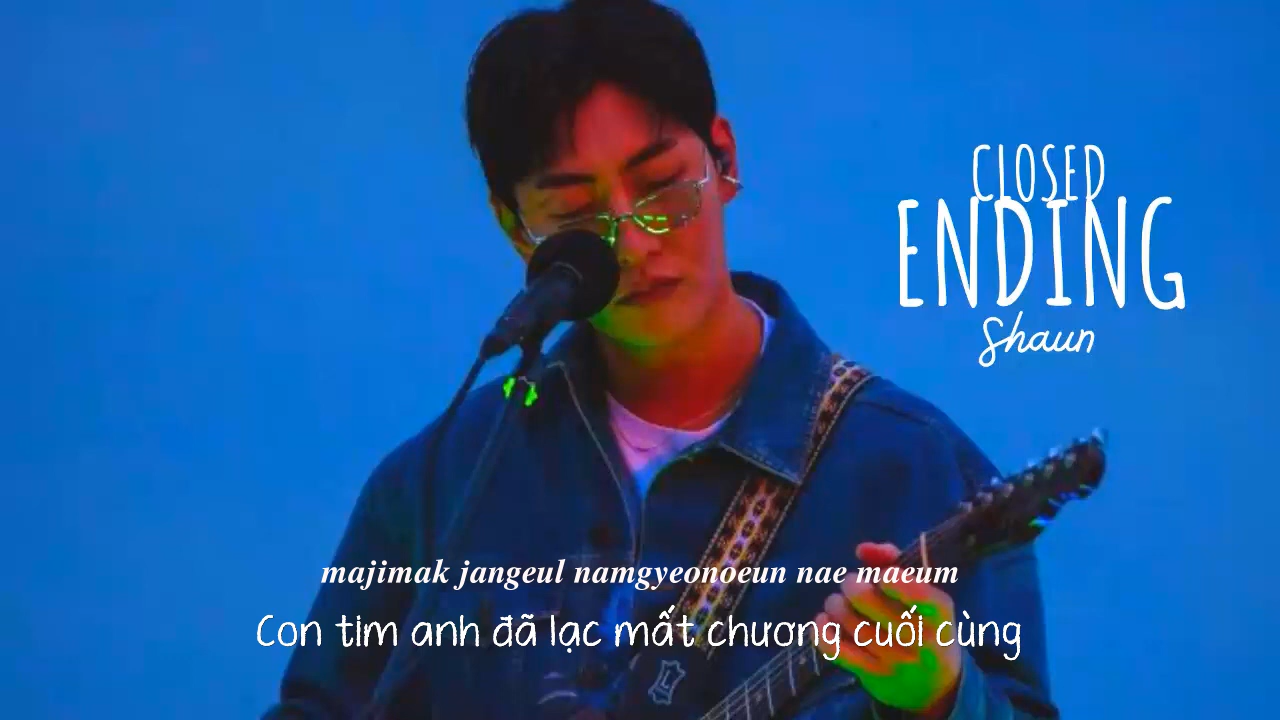 CLOSED
ENDING
Shaun
majimak jangeul namgyeonoeun nae maeum
Con tim anh đã lạc mất chương cuối cùng
L